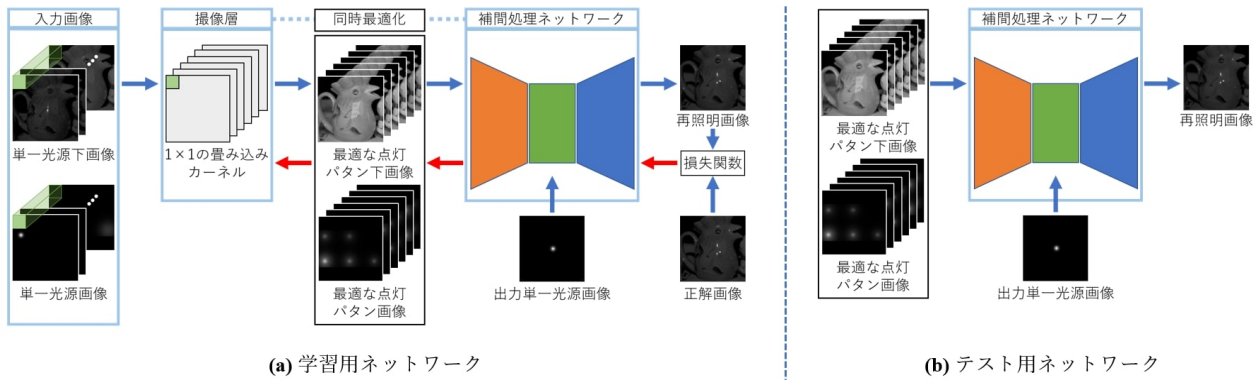 入力画像
撮像層
同時最適化
補間処理ネットワーク
単一光源下画像
単一光源画像
1×1の畳み込み
カーネル
最適な点灯
パタン下画像
最適な点灯
パタン画像
出力単一光源画像
再照明画像
損失関数
正解画像
(a) 学習用ネットワーク
補間処理ネットワーク
最適な点灯
パタン下画像
最適な点灯
パタン画像
出力単一光源画像
再照明画像
(b) テスト用ネットワーク